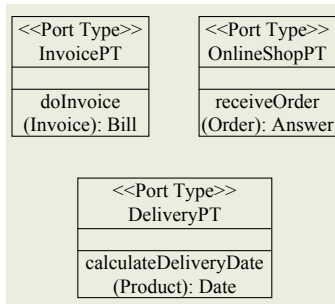 <<Port Type>>
InvoicePT
doInvoice
(Invoice): Bill
<<Port Type>>
OnlineShopPT
receiveOrder
(Order): Answer
<<Port Type>>
DeliveryPT
calculateDeliveryDate
(Product): Date